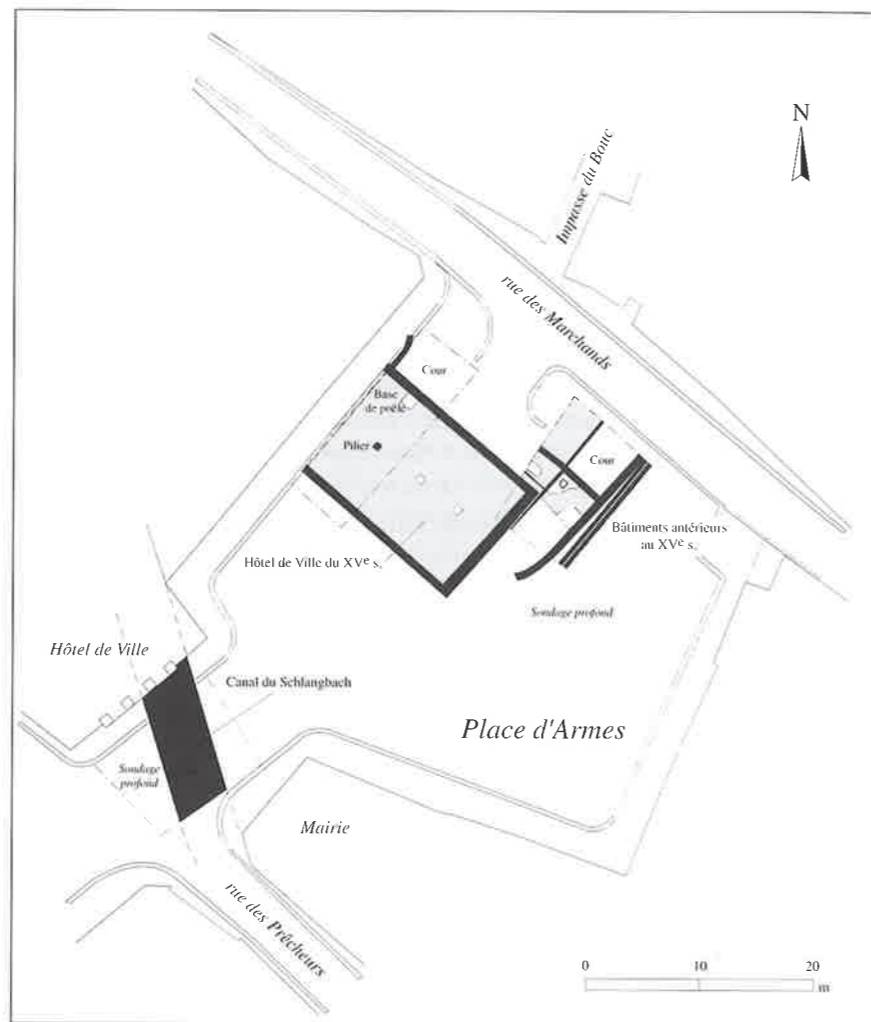 N
Impasse du Bouc
rue des Marchands
Cour
Base
de poêle
Pilier
Cour
Bâtiments antérieurs
au XVe s.
Hôtel de Ville du XVe s.
Sondage profond
Hôtel de Ville
Canal du Schlangbach
Place d'Armes
Sondage
profond
Mairie
rue des Prêcheurs
0 10 20
m